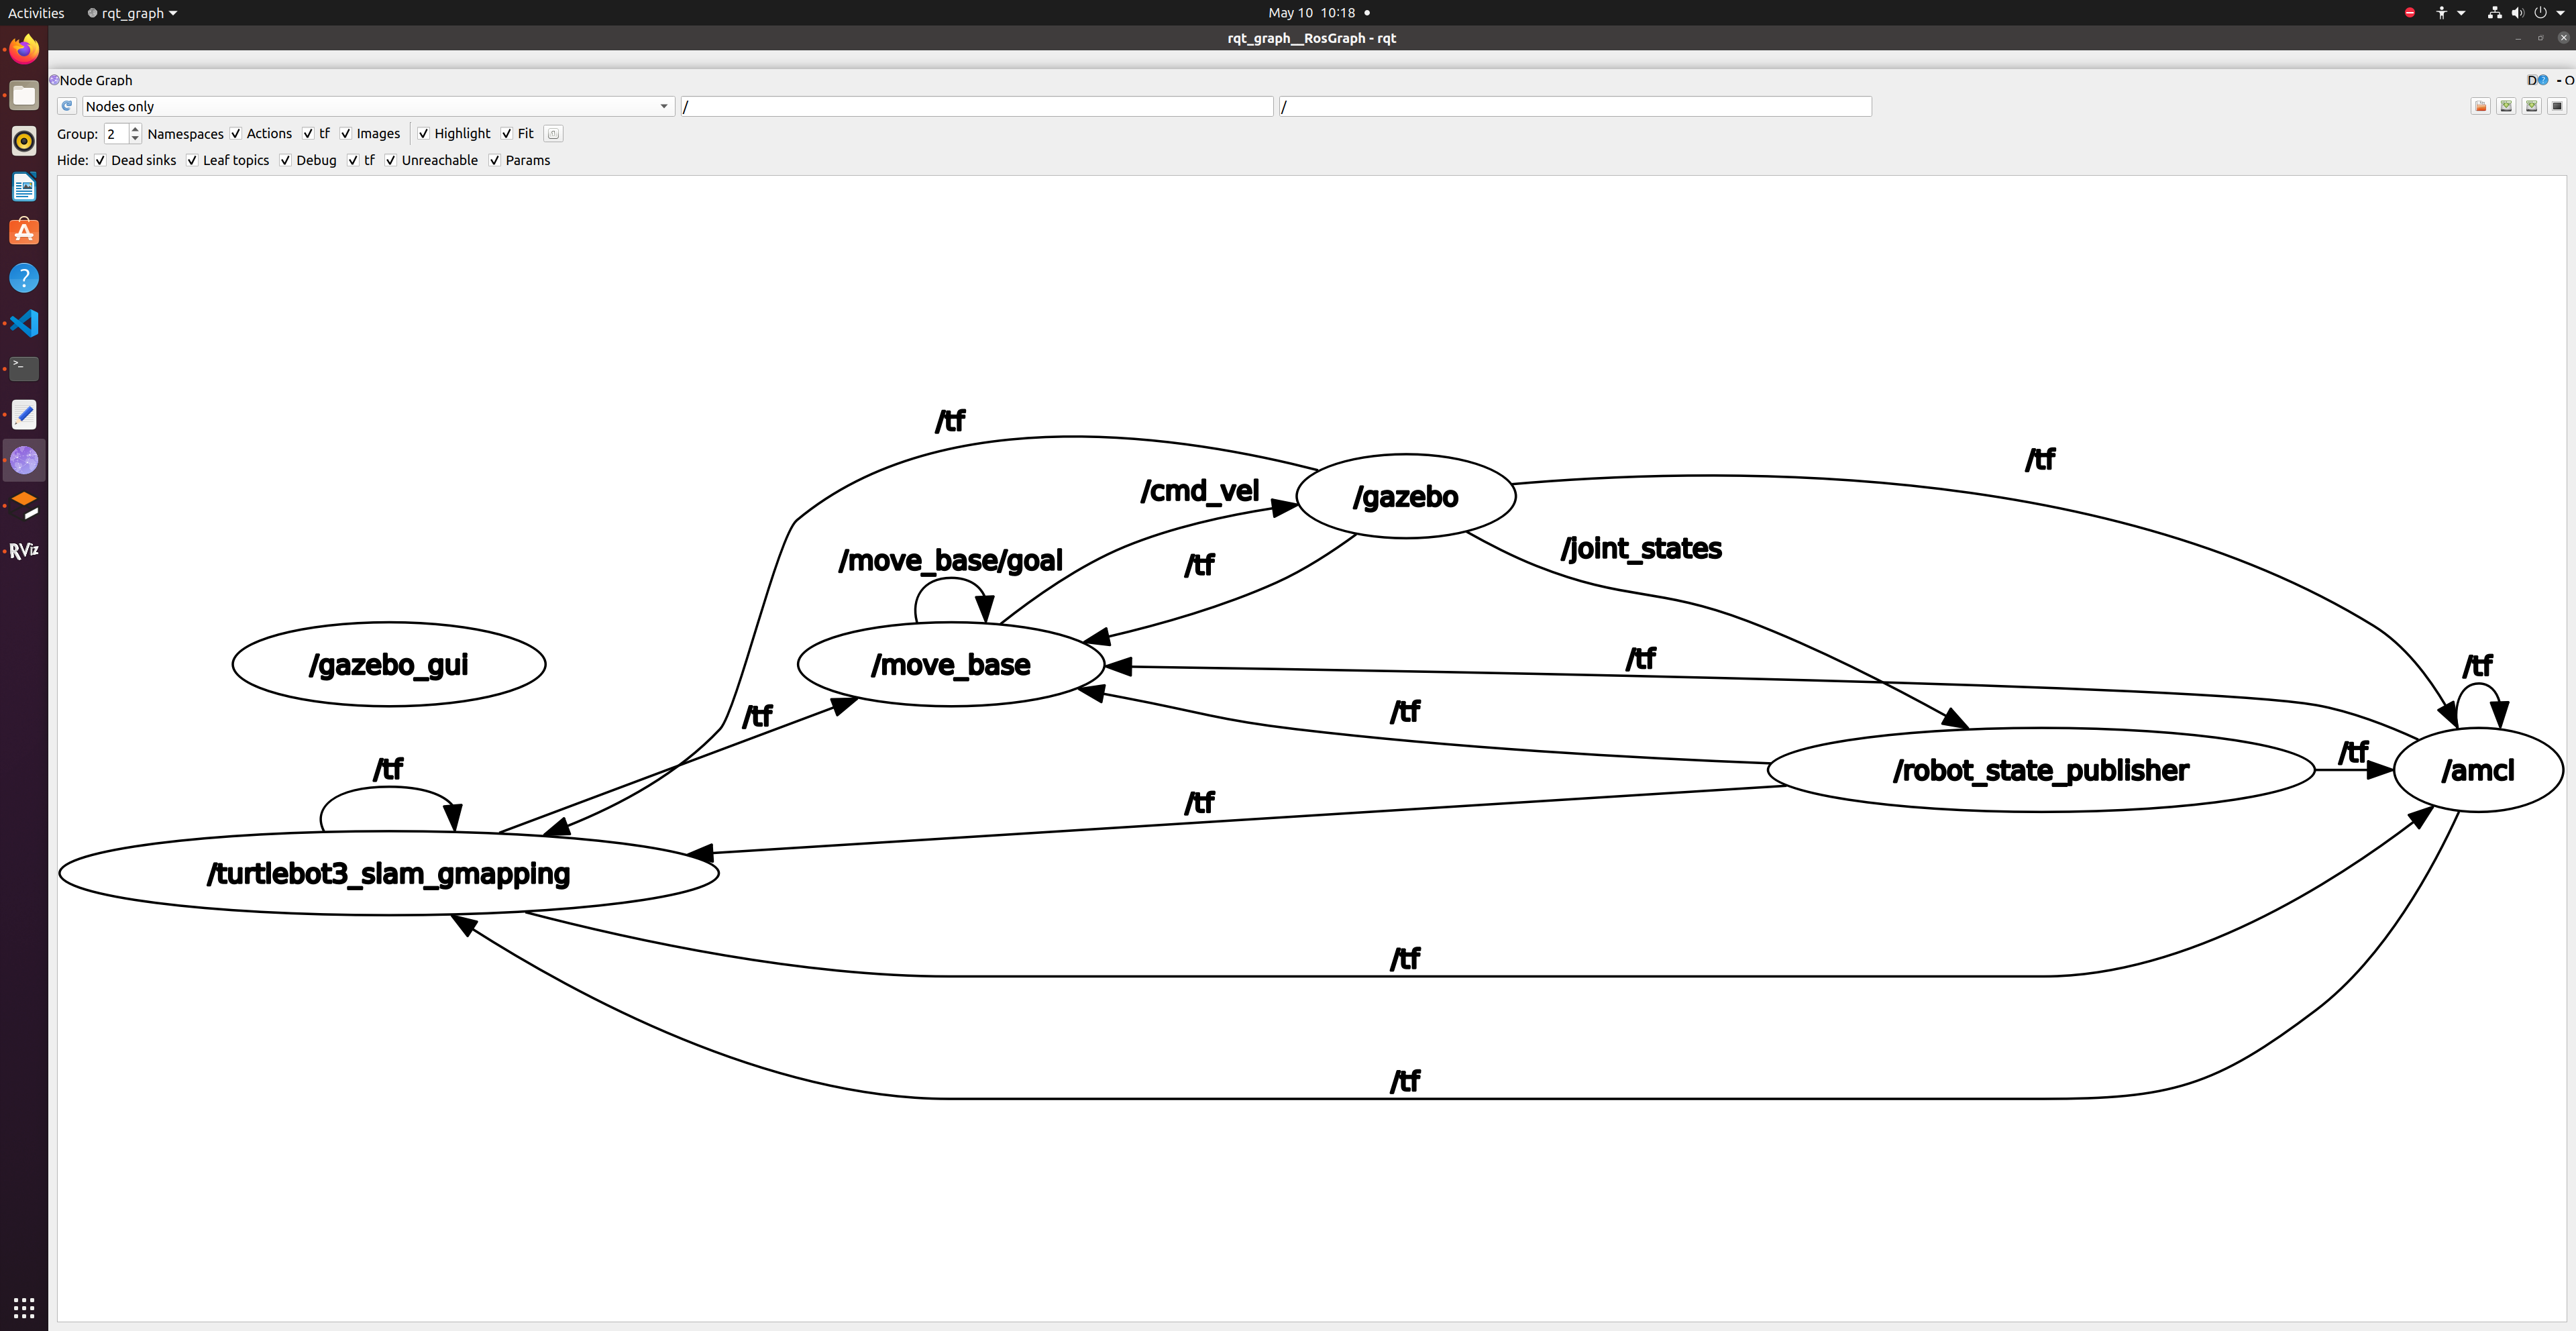 Activities rqt_graph May 10 10:18
rqt_graph__RosGraph - rqt
Node Graph D - O
Nodes only / /
Group: 2 Namespaces Actions tf Images Highlight Fit
Hide: Dead sinks Leaf topics Debug tf Unreachable Params
/tf
/tf
/cmd_vel
/gazebo
/joint_states
/move_base/goal
/tf
/gazebo_gui
/move_base
/tf
/tf
/tf
/tf
/tf
/tf
/robot_state_publisher
/amcl
/tf
/tf
/turtlebot3_slam_gmapping
/tf
/tf
RViz